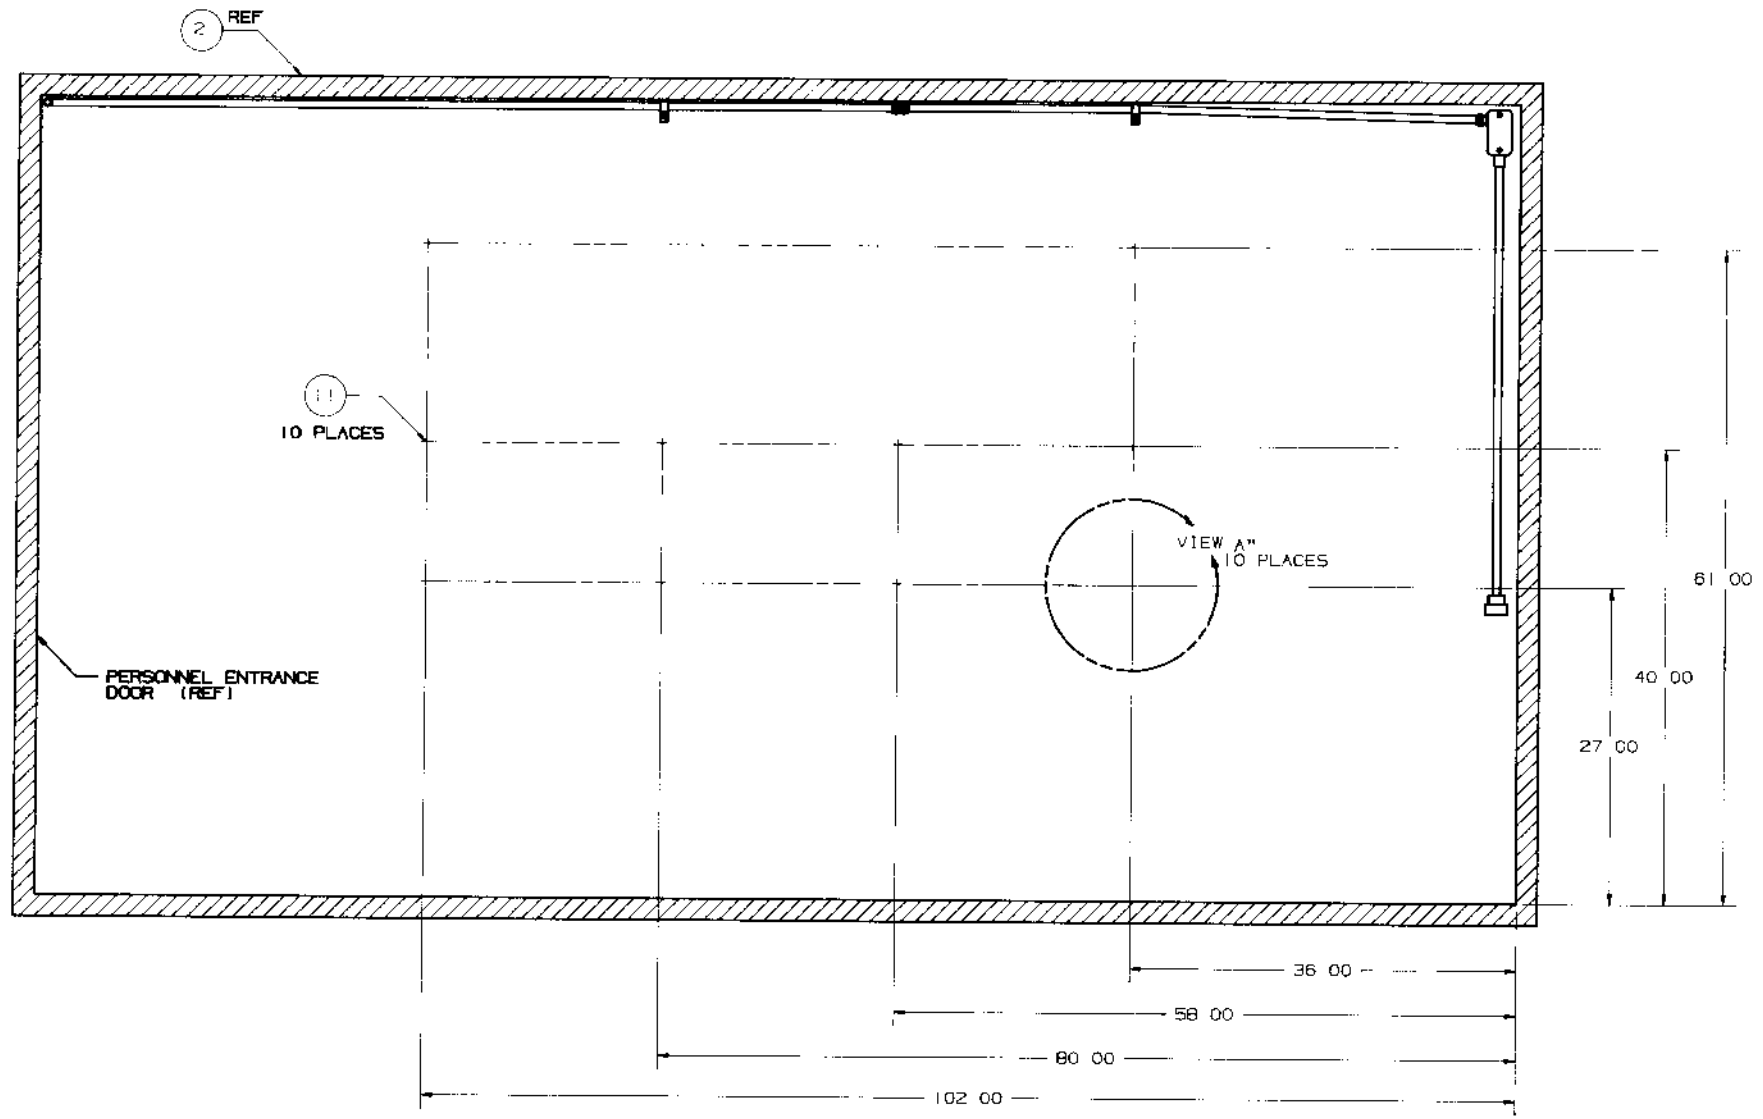 2 REF
11
10 PLACES
VIEW A"
10 PLACES
61 00
PERSONNEL ENTRANCE
DOOR (REF)
40 00
27 00
36 00
58 00
80 00
102 00